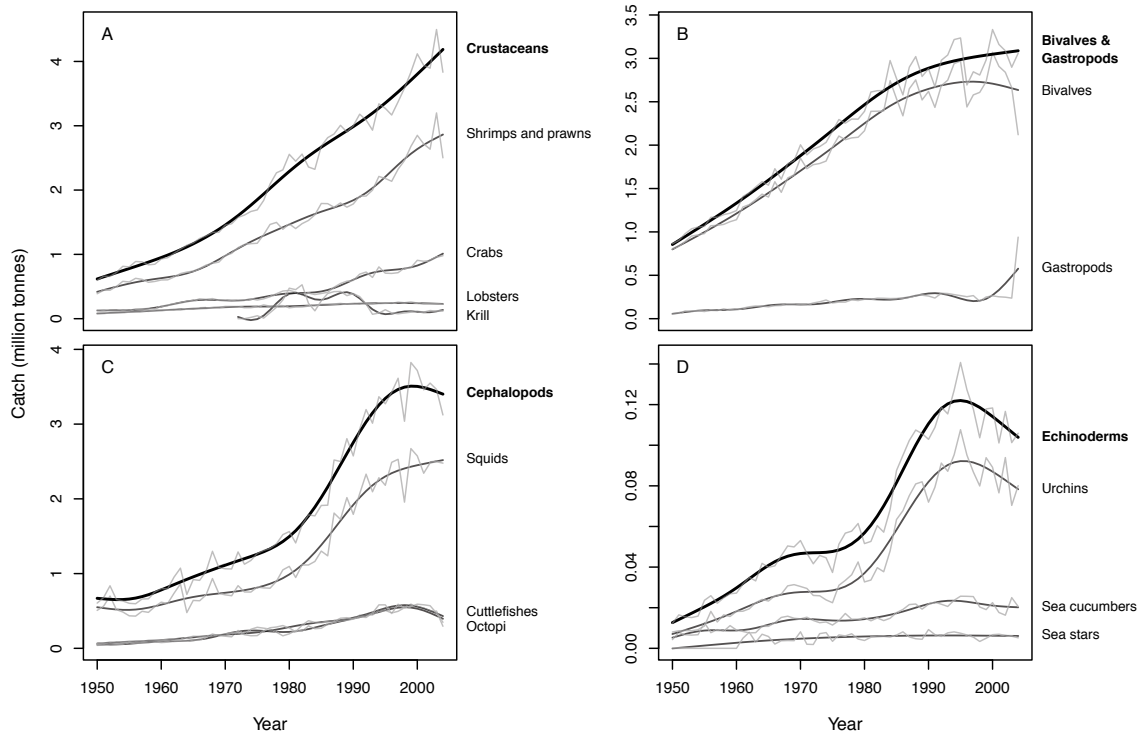 A
4
3
2
1
0
Crustaceans
Shrimps and prawns
Crabs
Lobsters
Krill
B
3.5
3.0
2.5
2.0
1.5
1.0
0.5
0.0
Bivalves &
Gastropods
Bivalves
Gastropods
Catch (million tonnes)
C
4
3
2
1
0
Cephalopods
Squids
Cuttlefishes
Octopi
1950 1960 1970 1980 1990 2000
Year
D
0.12
0.08
0.04
0.00
Echinoderms
Urchins
Sea cucumbers
Sea stars
1950 1960 1970 1980 1990 2000
Year